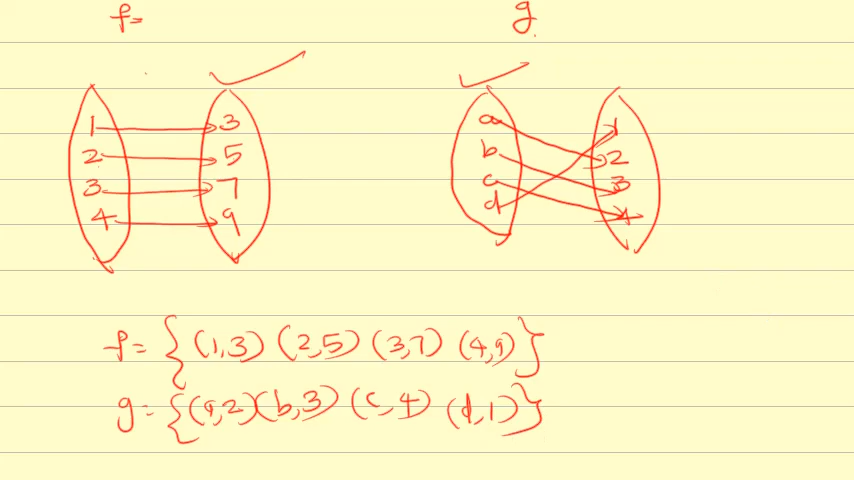 f=
g
1 3
2 5
3 7
4 9
a 1
b 2
c 3
d 4
f = {(1,3) (2,5) (3,7) (4,9)}
g = {(a,2)(b,3) (c,4) (d,1)}